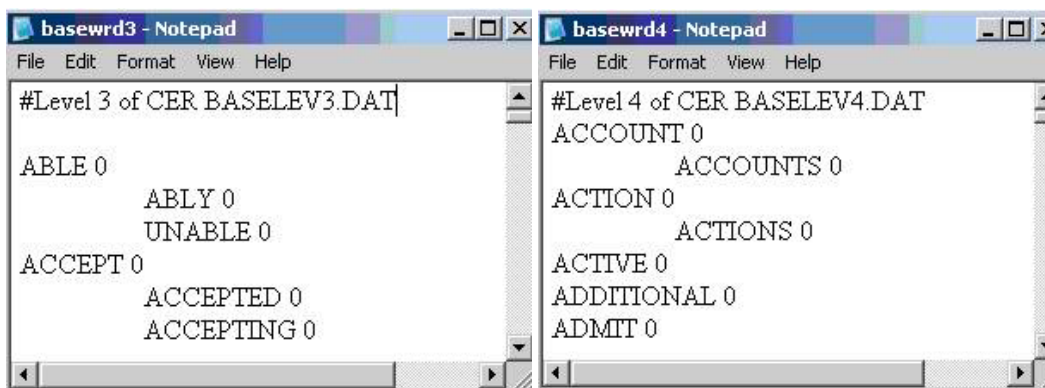 basewrd3 - Notepad
File Edit Format View Help
#Level 3 of CER BASELEV3.DAT
ABLE 0
ABLY 0
UNABLE 0
ACCEPT 0
ACCEPTED 0
ACCEPTING 0
basewrd4 - Notepad
File Edit Format View Help
#Level 4 of CER BASELEV4.DAT
ACCOUNT 0
ACCOUNTS 0
ACTION 0
ACTIONS 0
ACTIVE 0
ADDITIONAL 0
ADMIT 0